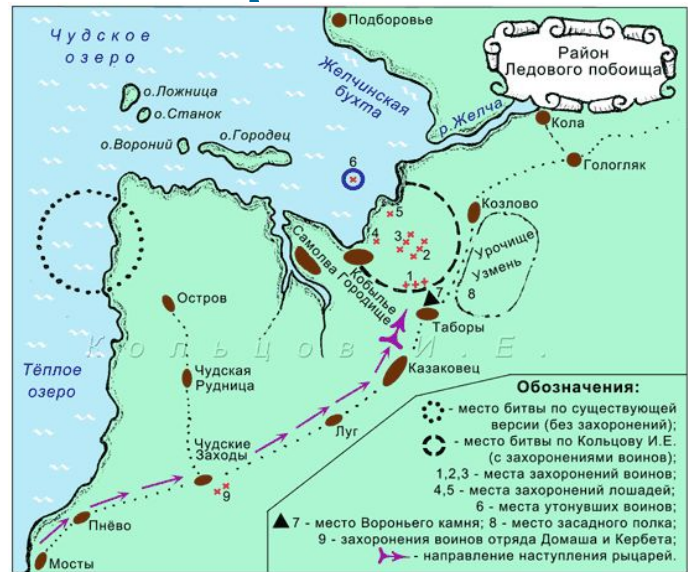 Подборовье
Чудское
озеро
Желчинская
бухта
Район
Ледового побоища
р. Желча
о.Ложница
о.Станок
о.Вороний
о.Городец
Кола
Гологляк
6
5
Козлово
4
3
2
Самолва
Кобылье
Городище
1
7
Урочище
Узмень
8
Остров
Таборы
Кольцов И.Е.
Тёплое
озеро
Чудская
Рудница
Казаковец
Луг
Чудские
Заходы
9
Пнёво
Мосты
Обозначения:
- место битвы по существующей
версии (без захоронений);
- место битвы по Кольцову И.Е.
(с захоронениями воинов);
1,2,3 - места захоронений воинов;
4,5 - места захоронений лошадей;
6 - места утонувших воинов;
7 - место Вороньего камня; 8 - место засадного полка;
9 - захоронения воинов отряда Домаша и Кербета;
- направление наступления рыцарей.